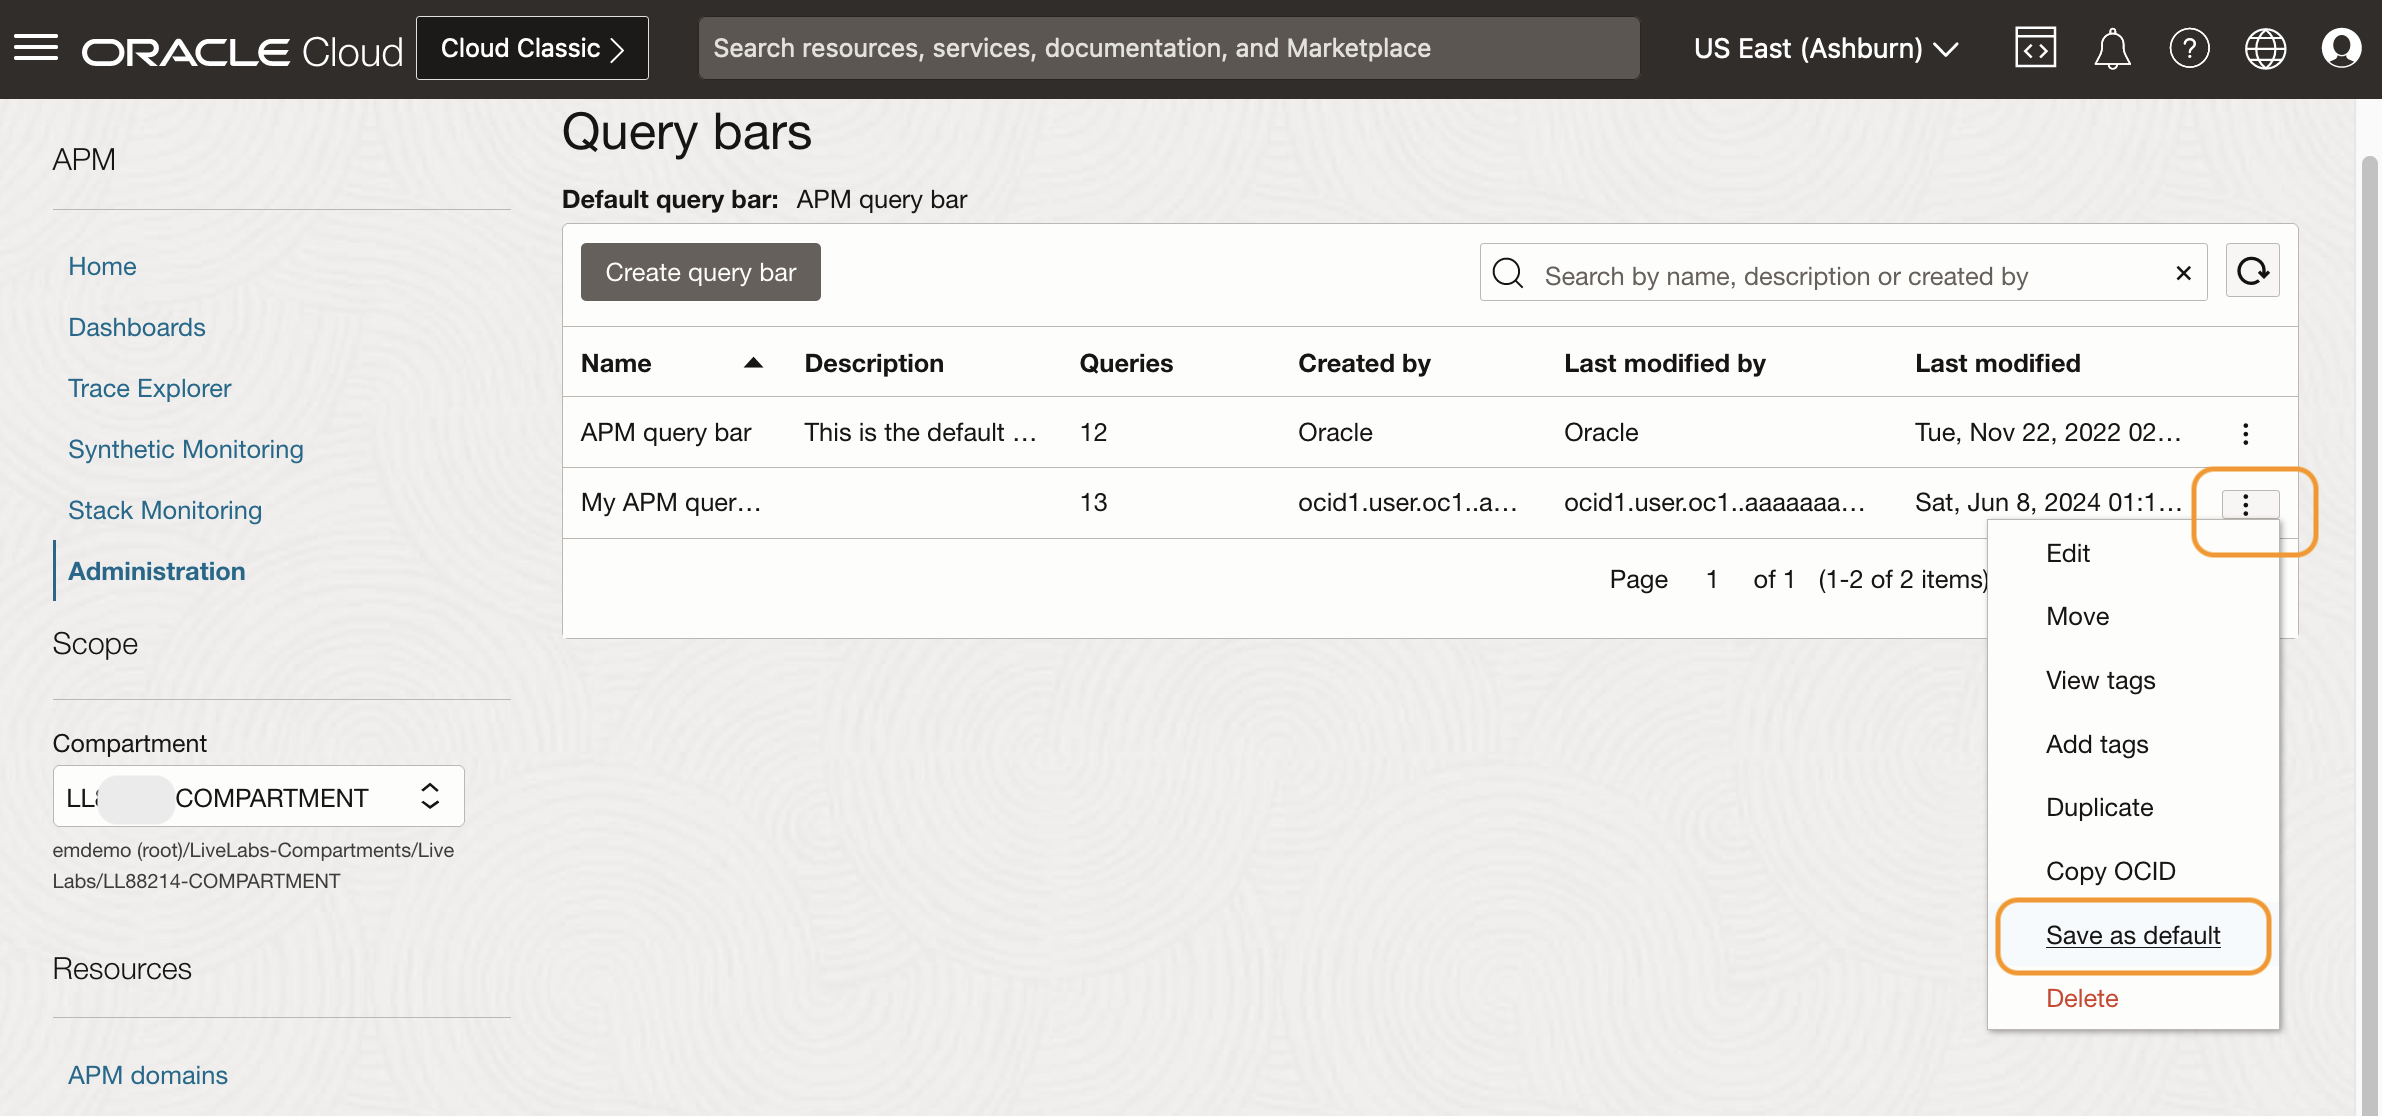 ORACLE Cloud
Cloud Classic
Search resources, services, documentation, and Marketplace
US East (Ashburn)
APM
Home
Dashboards
Trace Explorer
Synthetic Monitoring
Stack Monitoring
Administration
Scope
Compartment
COMPARTMENT
emdemo (root)/LiveLabs-Compartments/Live
Labs/LL88214-COMPARTMENT
Resources
APM domains
Query bars
Default query bar: APM query bar
Create query bar
Search by name, description or created by
Name Description Queries Created by Last modified by Last modified
APM query bar This is the default ... 12 Oracle Oracle Tue, Nov 22, 2022 02...
My APM quer... 13 ocid1.user.oc1..a... ocid1.user.oc1..aaaaaaa... Sat, Jun 8, 2024 01:1...
Page 1 of 1 (1-2 of 2 items)
Edit
Move
View tags
Add tags
Duplicate
Copy OCID
Save as default
Delete